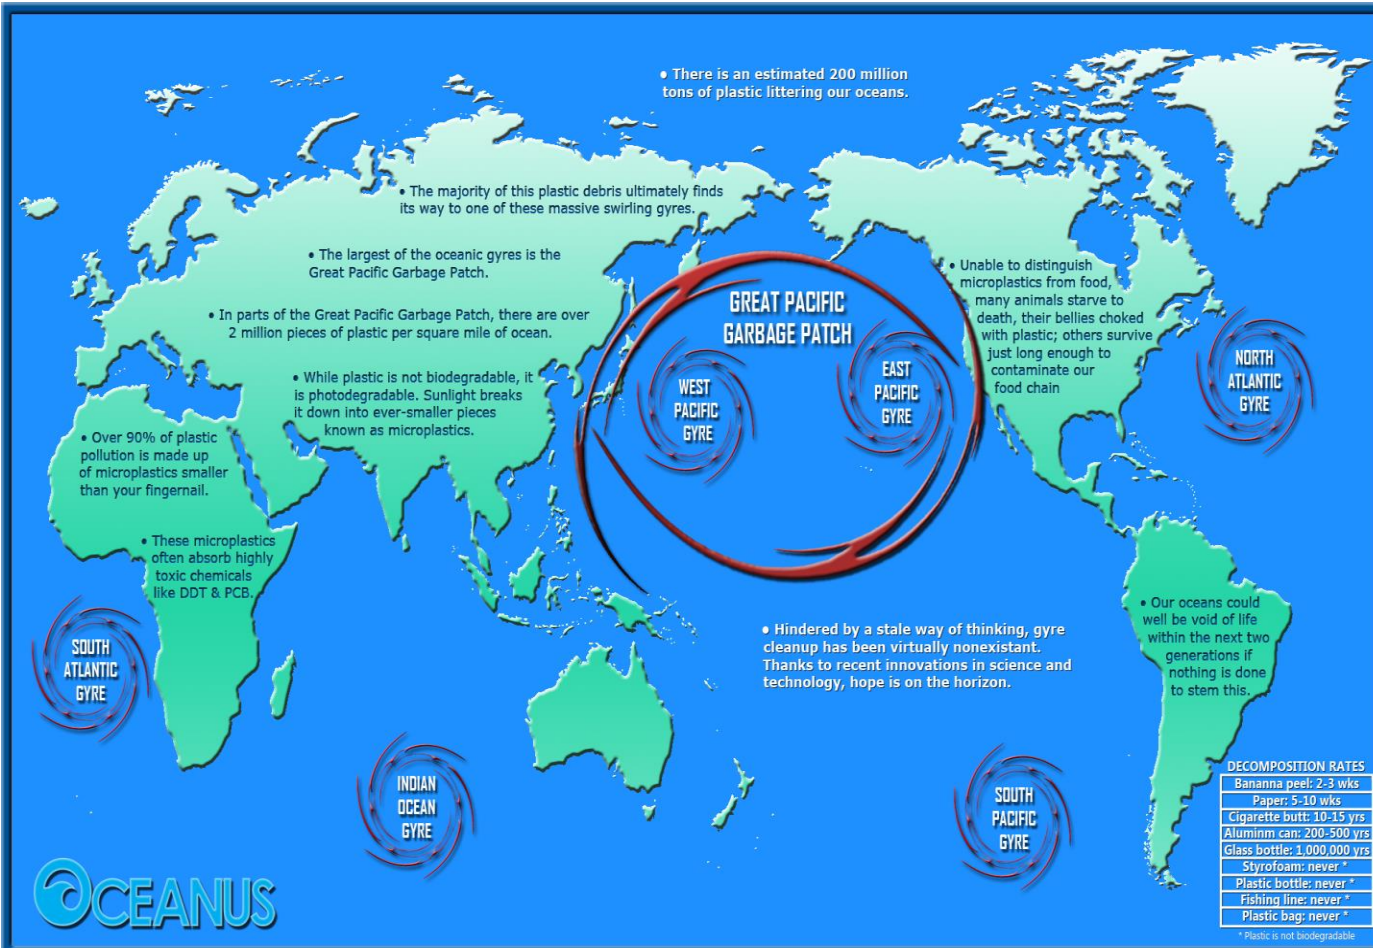 • There is an estimated 200 million
tons of plastic littering our oceans.
• The majority of this plastic debris ultimately finds
its way to one of these massive swirling gyres.
• The largest of the oceanic gyres is the
Great Pacific Garbage Patch.
• In parts of the Great Pacific Garbage Patch, there are over
2 million pieces of plastic per square mile of ocean.
• While plastic is not biodegradable, it
is photodegradable. Sunlight breaks
it down into ever-smaller pieces
known as microplastics.
• Over 90% of plastic
pollution is made up
of microplastics smaller
than your fingernail.
• These microplastics
often absorb highly
toxic chemicals
like DDT & PCB.
GREAT PACIFIC
GARBAGE PATCH
WEST
PACIFIC
GYRE
EAST
PACIFIC
GYRE
• Unable to distinguish
microplastics from food,
many animals starve to
death, their bellies choked
with plastic; others survive
just long enough to
contaminate our
food chain
NORTH
ATLANTIC
GYRE
SOUTH
ATLANTIC
GYRE
• Hindered by a stale way of thinking, gyre
cleanup has been virtually nonexistant.
Thanks to recent innovations in science and
technology, hope is on the horizon.
• Our oceans could
well be void of life
within the next two
generations if
nothing is done
to stem this.
INDIAN
OCEAN
GYRE
SOUTH
PACIFIC
GYRE
DECOMPOSITION RATES
Bananna peel: 2-3 wks
Paper: 5-10 wks
Cigarette butt: 10-15 yrs
Aluminm can: 200-500 yrs
Glass bottle: 1,000,000 yrs
Styrofoam: never *
Plastic bottle: never *
Fishing line: never *
Plastic bag: never *
* Plastic is not biodegradable
OCEANUS